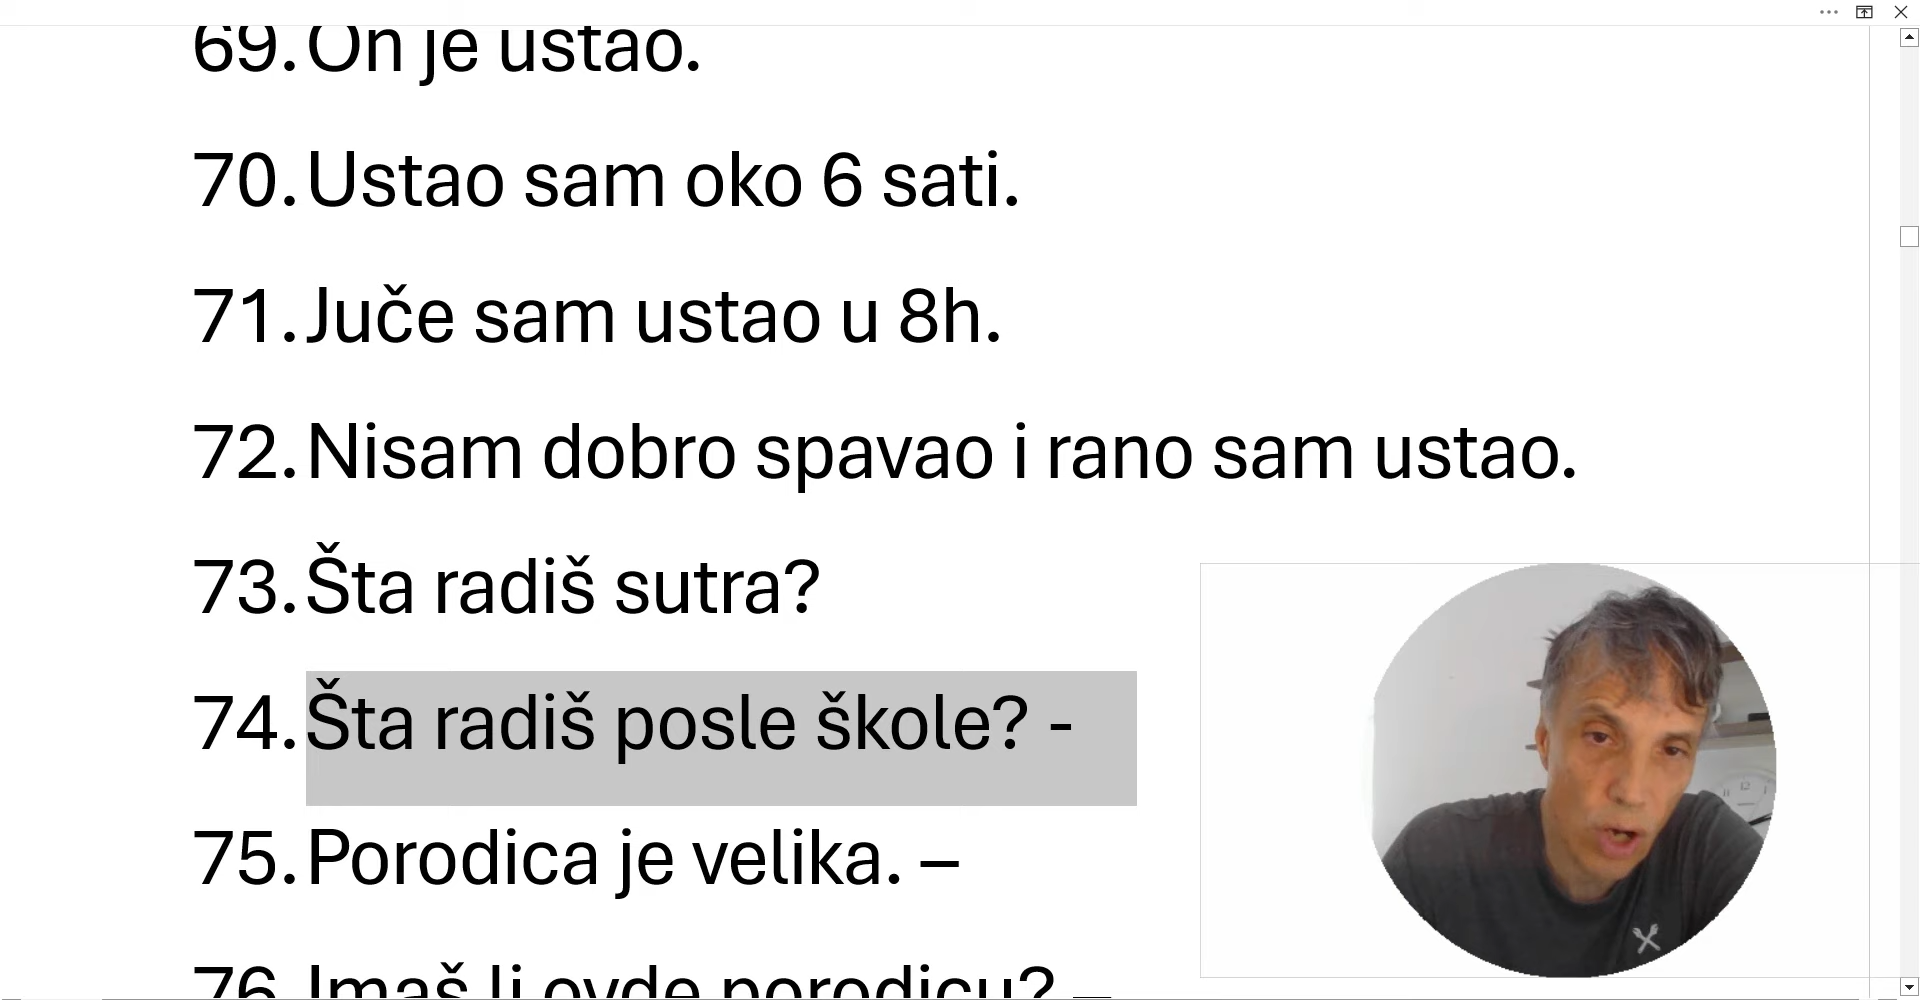 69. On je ustao.
70. Ustao sam oko 6 sati.
71. Juče sam ustao u 8h.
72. Nisam dobro spavao i rano sam ustao.
73. Šta radiš sutra?
74. Šta radiš posle škole? -
75. Porodica je velika. –
76. Imaš li ovde porodicu? –